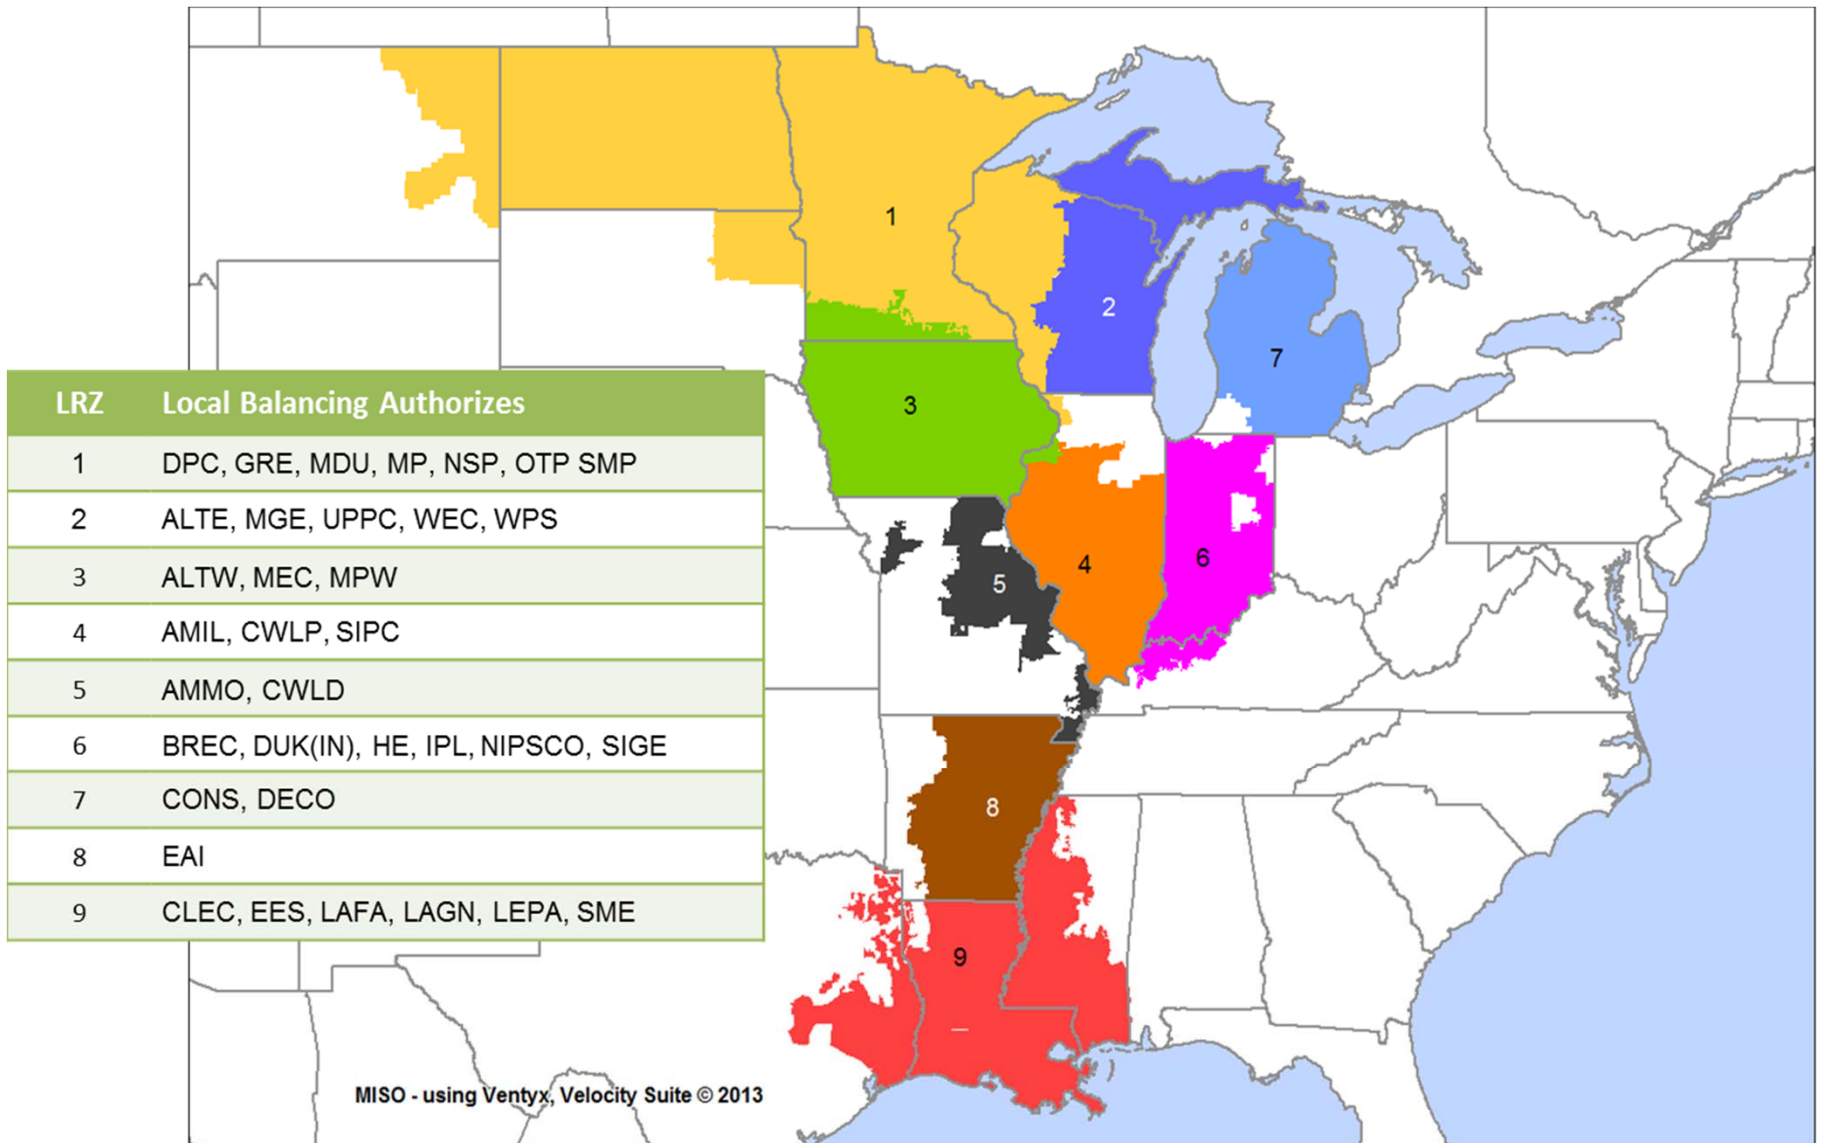 1
2
7
3
LRZ Local Balancing Authorizes
1 DPC, GRE, MDU, MP, NSP, OTP SMP
2 ALTE, MGE, UPPC, WEC, WPS
3 ALTW, MEC, MPW
4 AMIL, CWLP, SIPC
5 AMMO, CWLD
6 BREC, DUK(IN), HE, IPL, NIPSCO, SIGE
7 CONS, DECO
8 EAI
9 CLEC, EES, LAFA, LAGN, LEPA, SME
6
4
5
8
9
MISO - using Ventyx, Velocity Suite © 2013